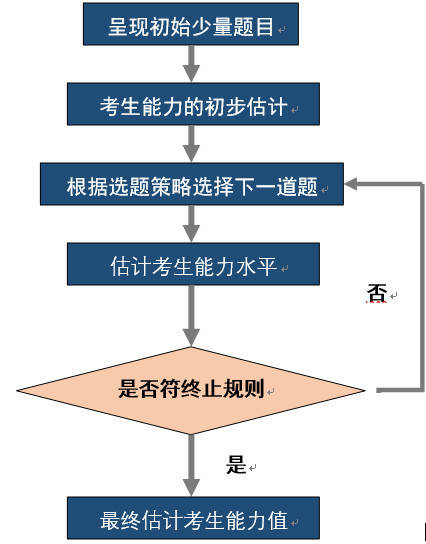 呈现初始少量题目
考生能力的初步估计
根据选题策略选择下一道题
估计考生能力水平
否
是否符终止规则
是
最终估计考生能力值